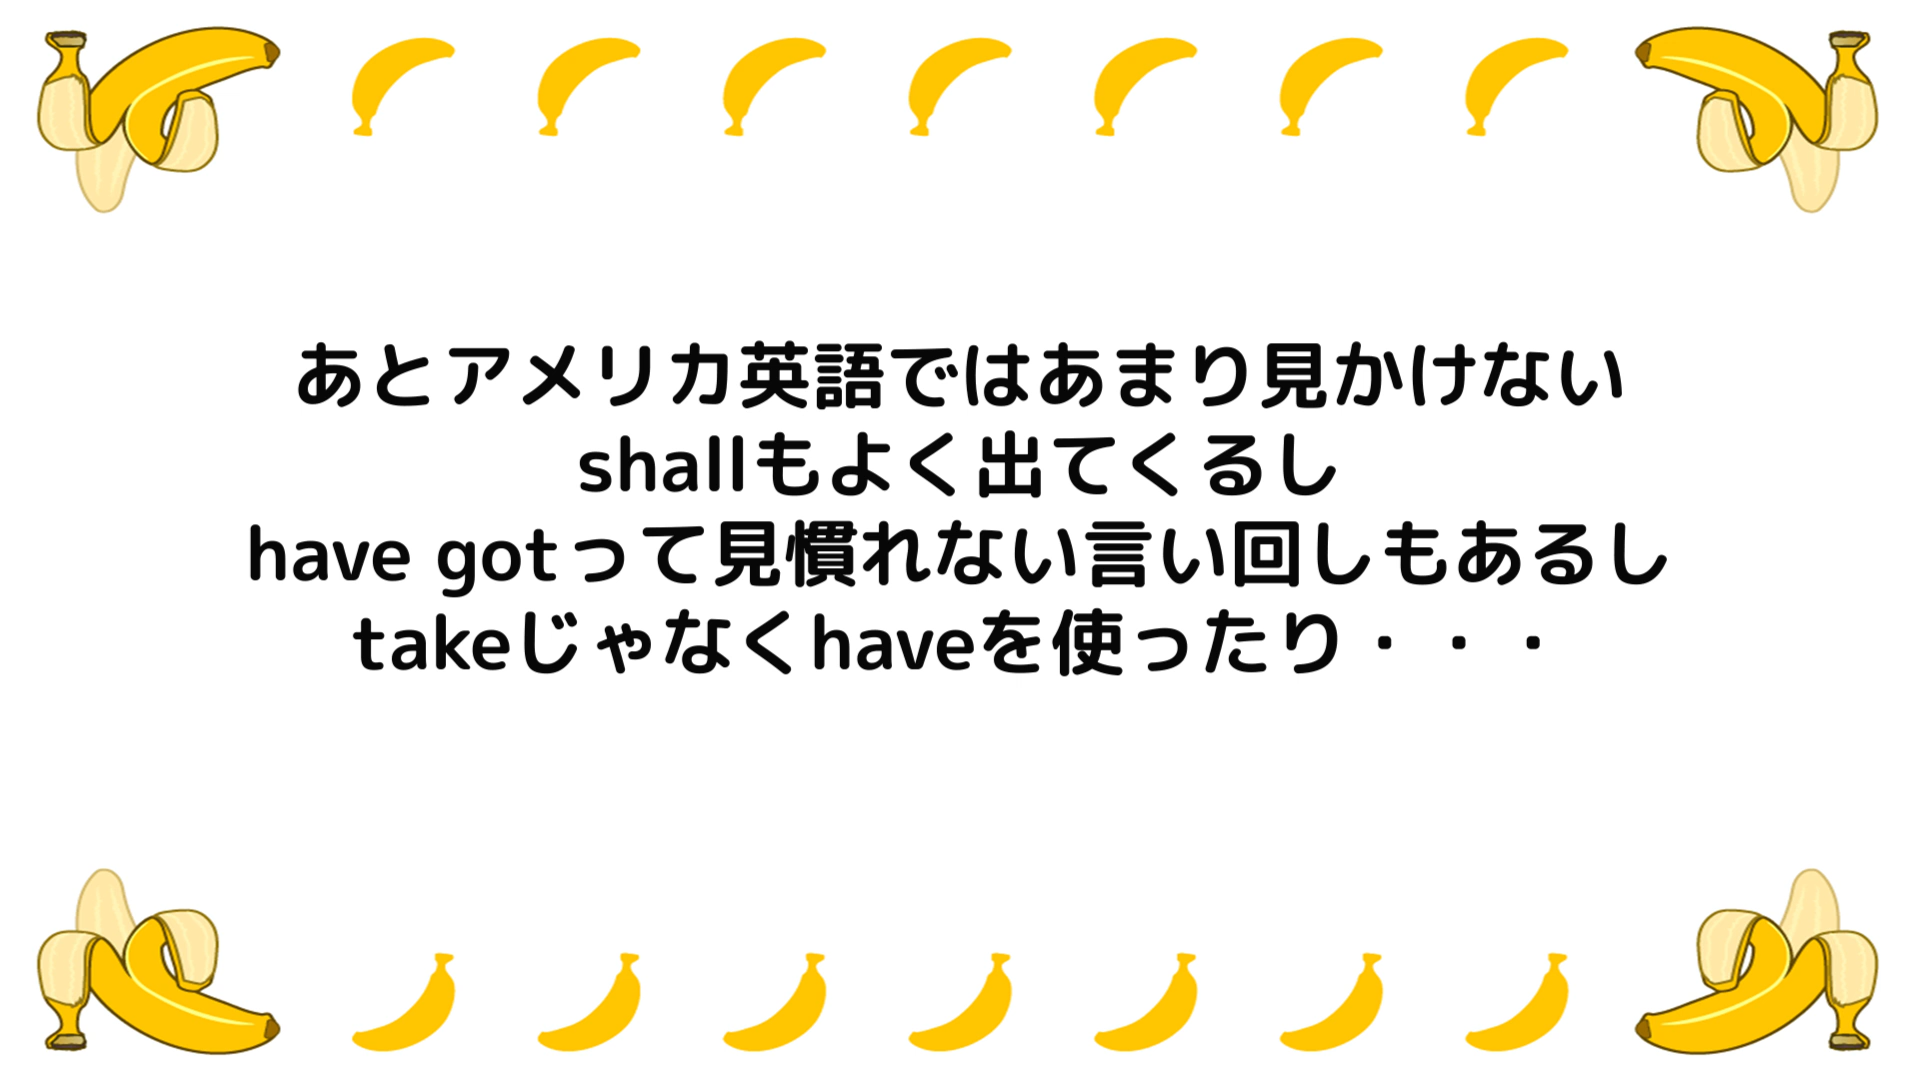 あとアメリカ英語ではあまり見かけない
shallもよく出てくるし
have gotって見慣れない言い回しもあるし
takeじゃなくhaveを使ったり・・・